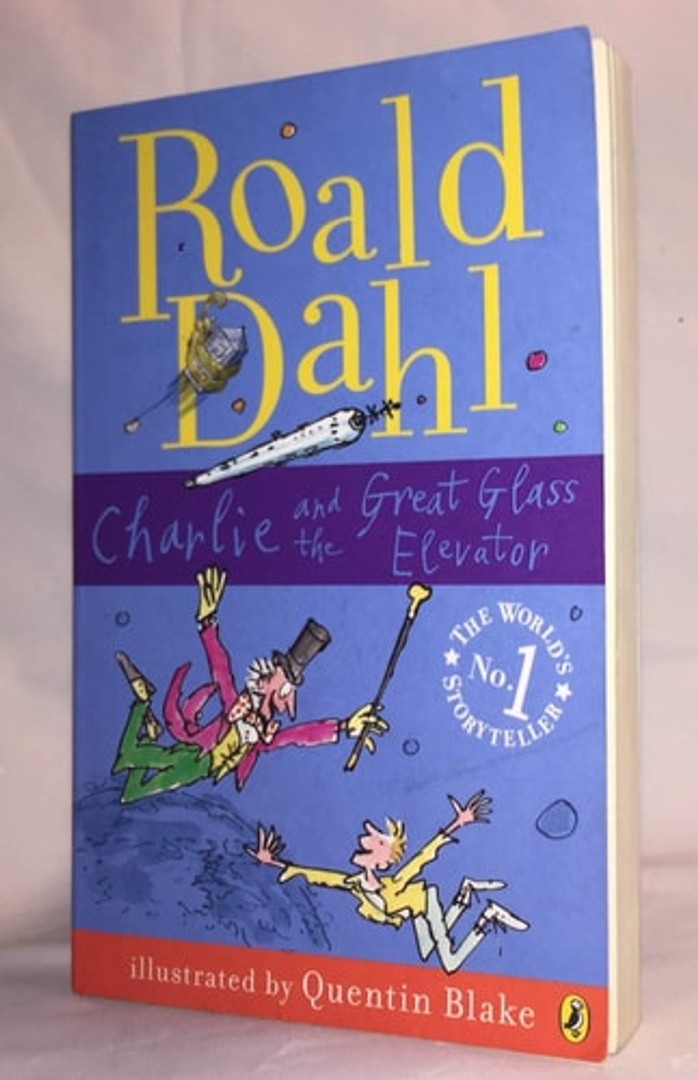 Roald
Dahl
Charlie and the Great Glass Elevator
THE WORLD'S
No.1
STORYTELLER
illustrated by Quentin Blake